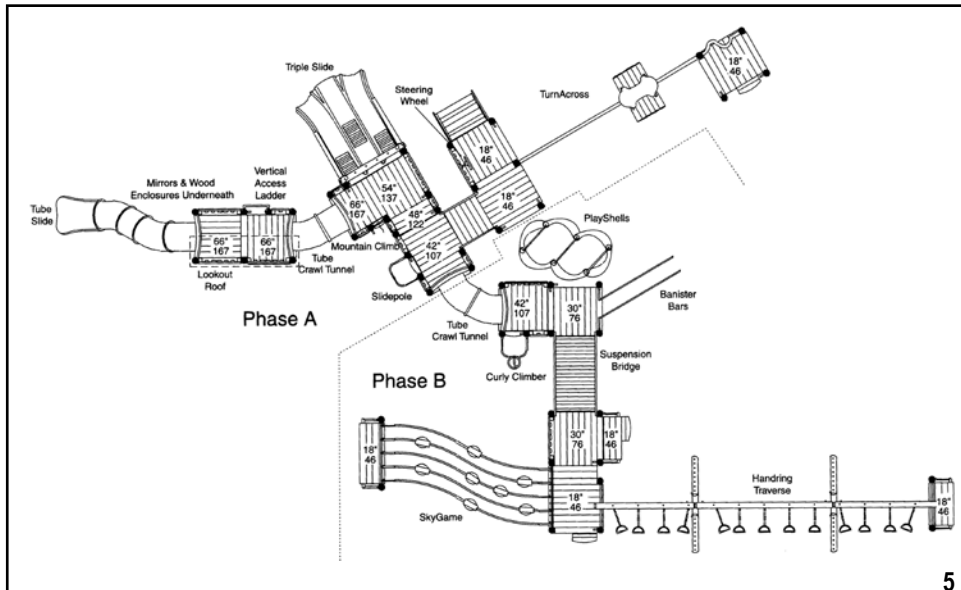 Triple Slide
Steering
Wheel
TurnAcross
18"
46
Vertical
Access
Ladder
Mirrors & Wood
Enclosures Underneath
Tube
Slide
54"
137
66"
167
48"
122
42"
107
18"
46
18"
46
66"
167
66"
167
Mountain Climb
Tube
Crawl Tunnel
Lookout
Roof
Slidepole
PlayShells
Phase A
42"
107
30"
76
Banister
Bars
Tube
Crawl Tunnel
Suspension
Bridge
Curly Climber
Phase B
18"
46
30"
76
18"
46
18"
46
Handring
Traverse
18"
46
SkyGame
5